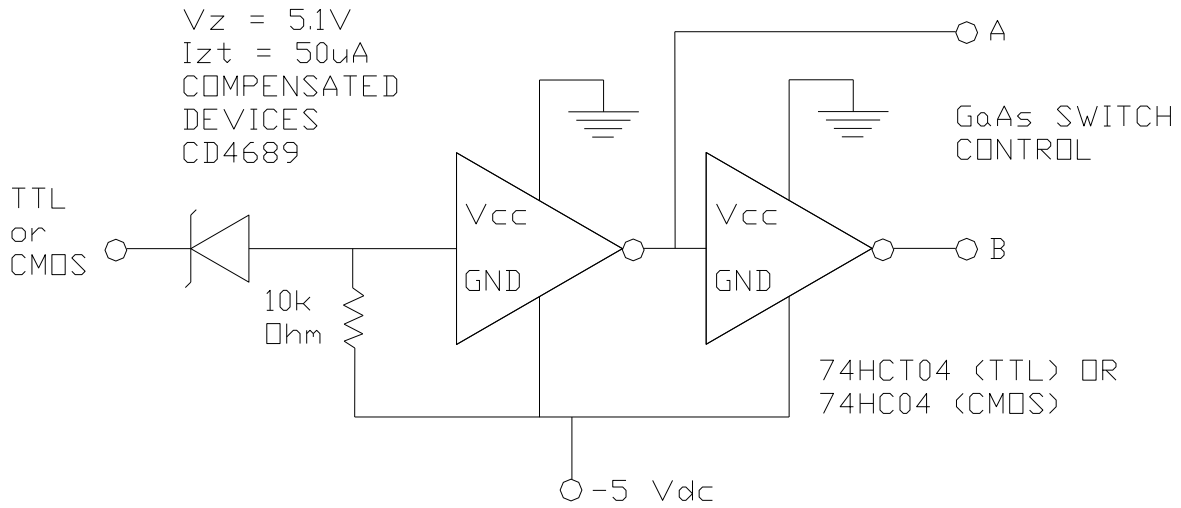 Vz = 5.1V
Izt = 50uA
COMPENSATED
DEVICES
CD4689
A
GaAs SWITCH
CONTROL
TTL
or
CMOS
Vcc
GND
Vcc
GND
B
10k
Ohm
74HCT04 (TTL) OR
74HC04 (CMOS)
-5 Vdc